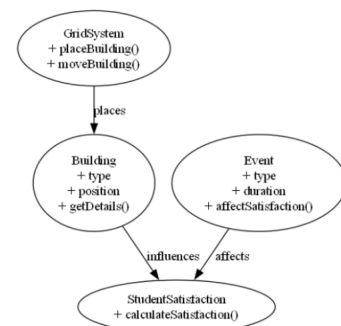 GridSystem
+ placeBuilding()
+ moveBuilding()
places
Building
+ type
+ position
+ getDetails()
Event
+ type
+ duration
+ affectSatisfaction()
influences
affects
StudentSatisfaction
+ calculateSatisfaction()